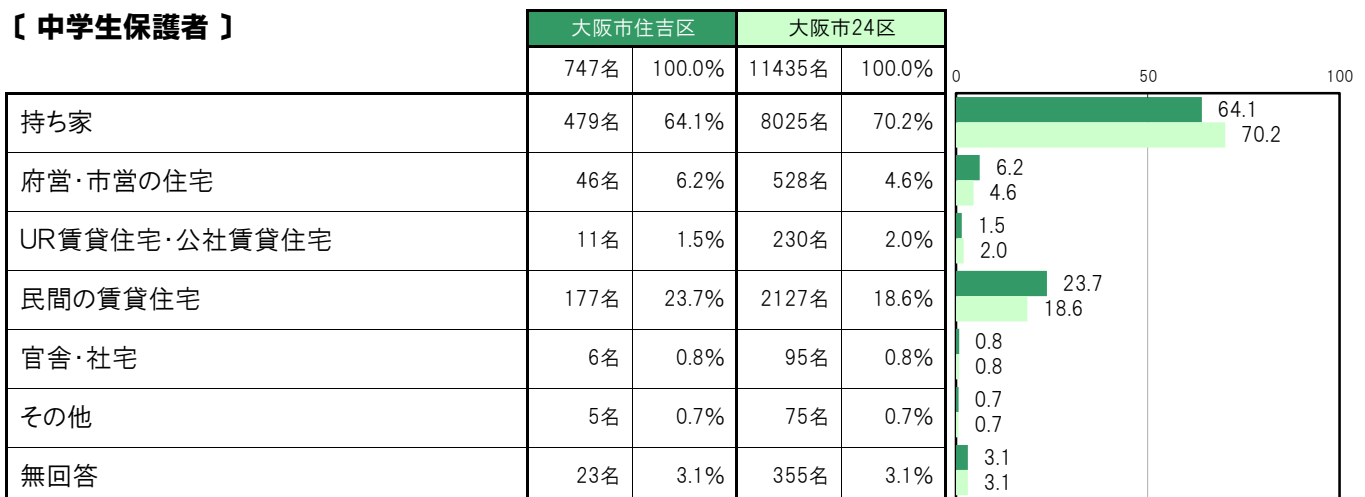 〔 中学生保護者 〕
大阪市住吉区 大阪市24区
747名 100.0% 11435名 100.0% 0 50 100
持ち家 479名 64.1% 8025名 70.2% 64.1
70.2
府営・市営の住宅 46名 6.2% 528名 4.6% 6.2
4.6
UR賃貸住宅・公社賃貸住宅 11名 1.5% 230名 2.0% 1.5
2.0
民間の賃貸住宅 177名 23.7% 2127名 18.6% 23.7
18.6
官舎・社宅 6名 0.8% 95名 0.8% 0.8
0.8
その他 5名 0.7% 75名 0.7% 0.7
0.7
無回答 23名 3.1% 355名 3.1% 3.1
3.1